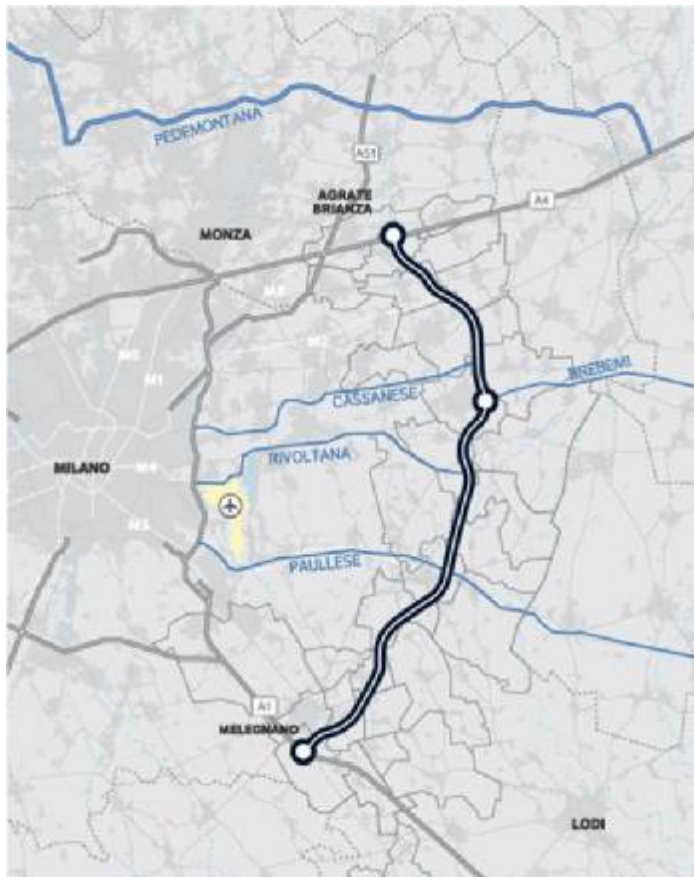 PEDEMONTANA
A51
AGRATE
BRIANZA
A4
MONZA
M2
M2
M1
CASSANESE
BREBEMI
RIVOLTANA
MILANO
M4
M3
PAULLESE
A1
MELEGNANO
LODI